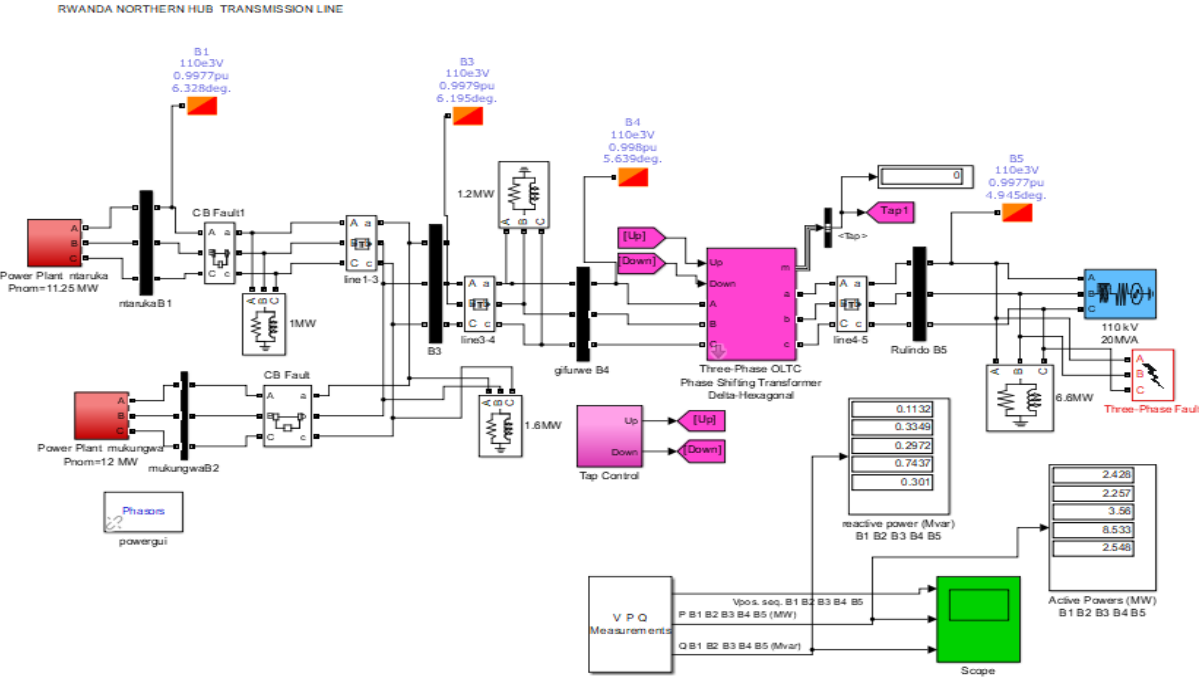 RWANDA NORTHERN HUB TRANSMISSION LINE
B1
110e3V
0.9977pu
6.328deg.
B3
110e3V
0.9979pu
6.195deg.
B4
110e3V
0.998pu
5.639deg.
B5
110e3V
0.9977pu
4.945deg.
A
B
C
Power Plant ntaruka
Pnom=11.25 MW
ntarukaB1
CB Fault1
A a
B b
C c
A B C
1MW
A a
B b
C c
line1-3
B3
1.2MW
A B C
A a
B b
C c
line3-4
gifurwe B4
[Up]
[Down]
Up
Down
A
B
C
m
a
b
c
Three-Phase OLTC
Phase Shifting Transformer
Delta-Hexagonal
0
Tap1
<Tap>
A a
B b
C c
line4-5
Rulindo B5
A
B
C
110 kV
20MVA
A B C
6.6MW
A
B
C
Three-Phase Fault
A
B
C
Power Plant mukungwa
Pnom=12 MW
mukungwaB2
CB Fault
A a
B b
C c
A B C
1.6MW
Up
Down
Tap Control
[Up]
[Down]
Phasors
powergui
0.1132
0.3349
0.2972
0.7437
0.301
reactive power (Mvar)
B1 B2 B3 B4 B5
2.428
2.257
3.56
8.533
2.548
Active Powers (MW)
B1 B2 B3 B4 B5
V P Q
Measurements
Vpos. seq. B1 B2 B3 B4 B5
P B1 B2 B3 B4 B5 (MW)
Q B1 B2 B3 B4 B5 (Mvar)
Scope